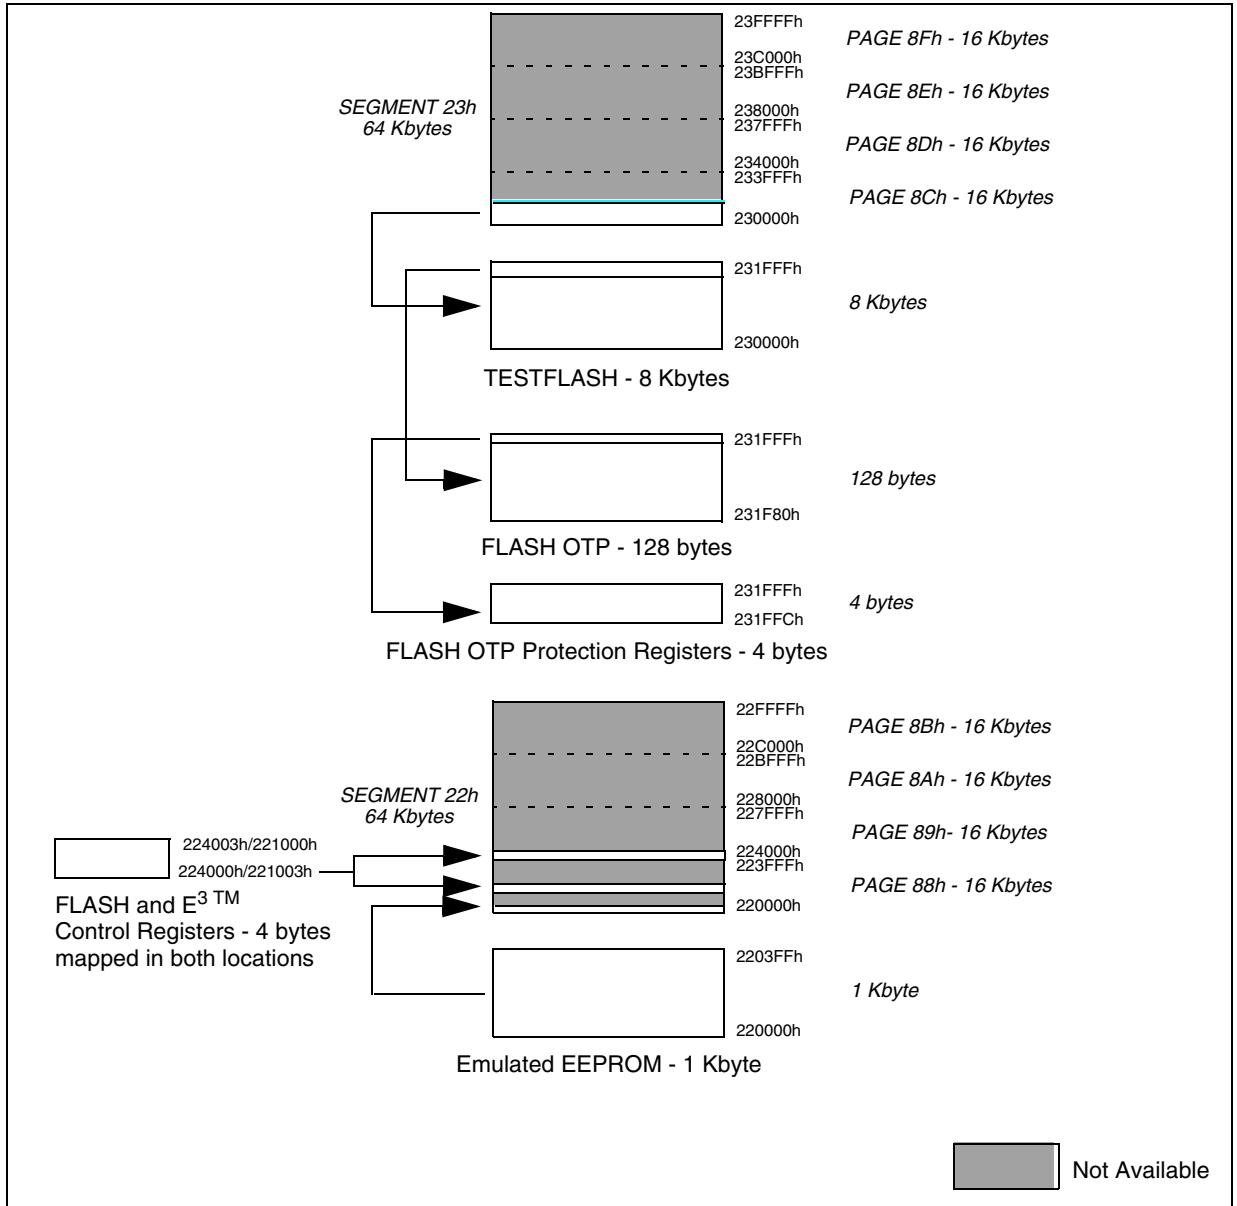 23FFFFh
PAGE 8Fh - 16 Kbytes
23C000h
23BFFFh
PAGE 8Eh - 16 Kbytes
SEGMENT 23h
64 Kbytes
238000h
237FFFh
PAGE 8Dh - 16 Kbytes
234000h
233FFFh
PAGE 8Ch - 16 Kbytes
230000h
231FFFh
8 Kbytes
230000h
TESTFLASH - 8 Kbytes
231FFFh
128 bytes
231F80h
FLASH OTP - 128 bytes
231FFFh
4 bytes
231FFCh
FLASH OTP Protection Registers - 4 bytes
22FFFFh
PAGE 8Bh - 16 Kbytes
22C000h
22BFFFh
PAGE 8Ah - 16 Kbytes
SEGMENT 22h
64 Kbytes
228000h
227FFFh
PAGE 89h- 16 Kbytes
224000h
223FFFh
PAGE 88h - 16 Kbytes
220000h
224003h/221000h
224000h/221003h
FLASH and E3 TM
Control Registers - 4 bytes
mapped in both locations
2203FFh
1 Kbyte
220000h
Emulated EEPROM - 1 Kbyte
Not Available